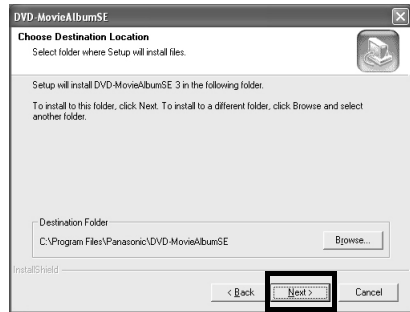 DVD-MovieAlbumSE
Choose Destination Location
Select folder where Setup will install files.
Setup will install DVD-MovieAlbumSE 3 in the following folder.
To install to this folder, click Next. To install to a different folder, click Browse and select
another folder.
Destination Folder
C:\Program Files\Panasonic\DVD-MovieAlbumSE
Browse...
InstallShield
< Back
Next >
Cancel